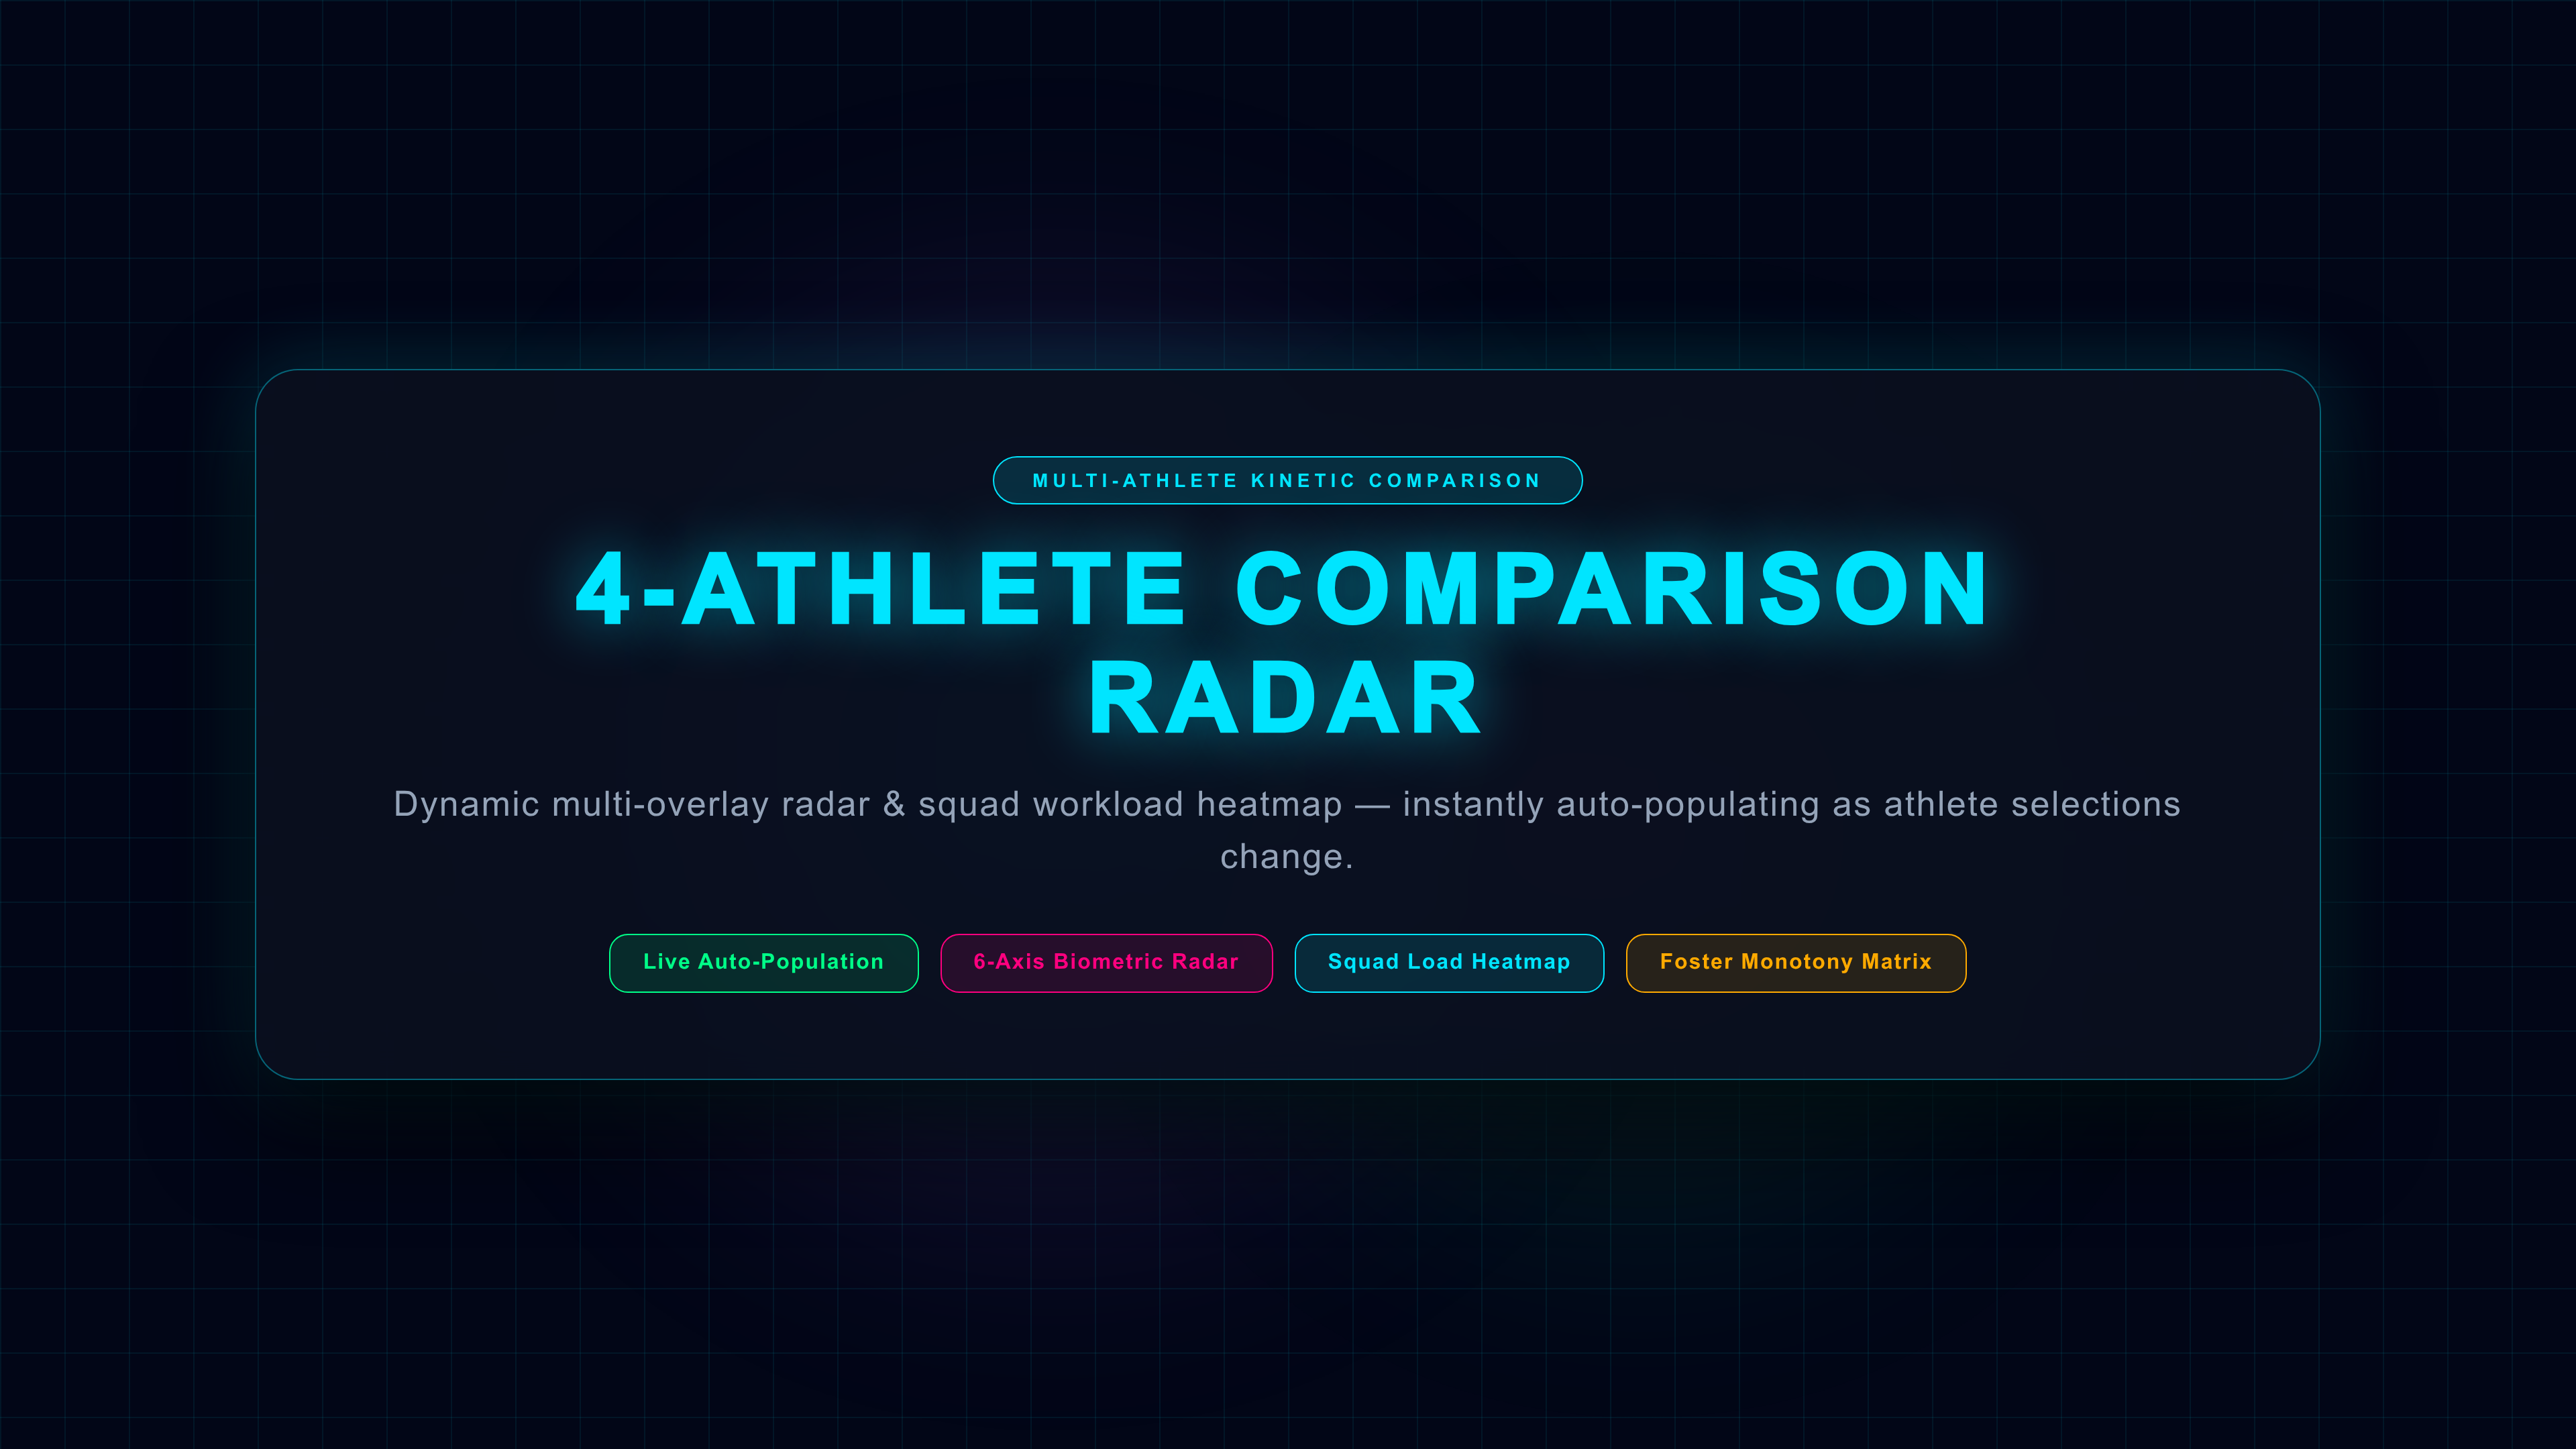 MULTI-ATHLETE KINETIC COMPARISON
4-ATHLETE COMPARISON
RADAR
Dynamic multi-overlay radar & squad workload heatmap — instantly auto-populating as athlete selections
change.
Live Auto-Population
6-Axis Biometric Radar
Squad Load Heatmap
Foster Monotony Matrix